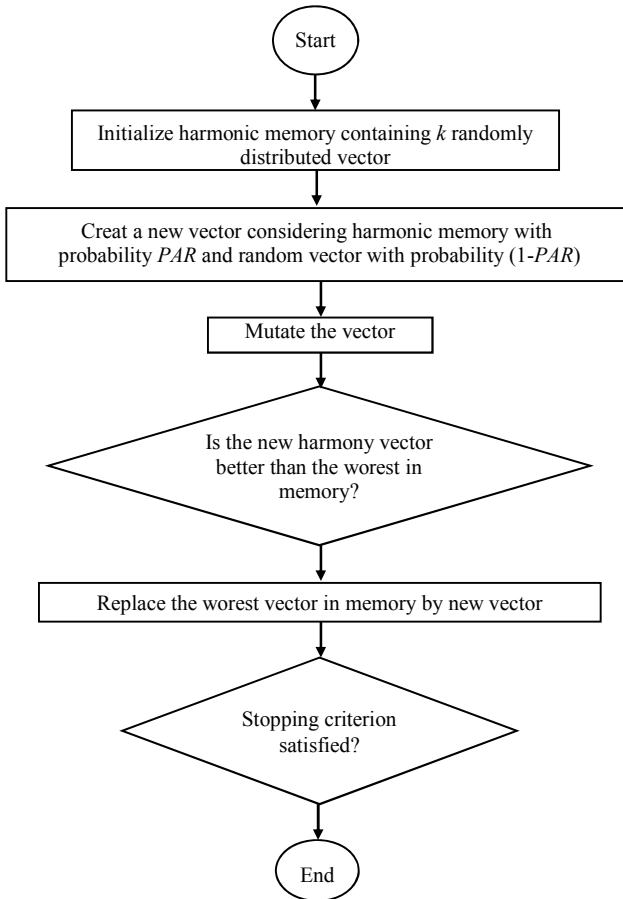 Start
Initialize harmonic memory containing k randomly
distributed vector
Creat a new vector considering harmonic memory with
probability PAR and random vector with probability (1-PAR)
Mutate the vector
Is the new harmony vector
better than the worest in
memory?
Replace the worest vector in memory by new vector
Stopping criterion
satisfied?
End